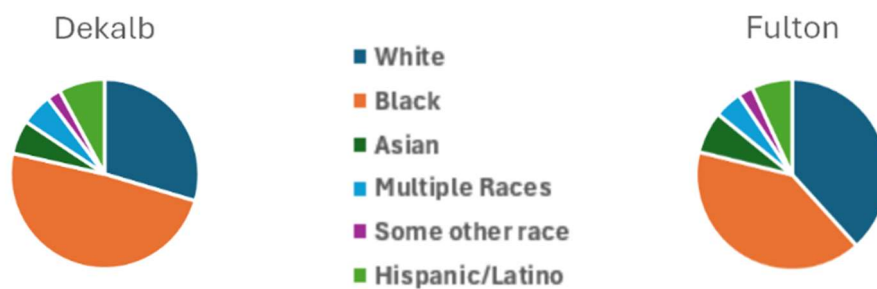 Dekalb
Fulton
White
Black
Asian
Multiple Races
Some other race
Hispanic/Latino